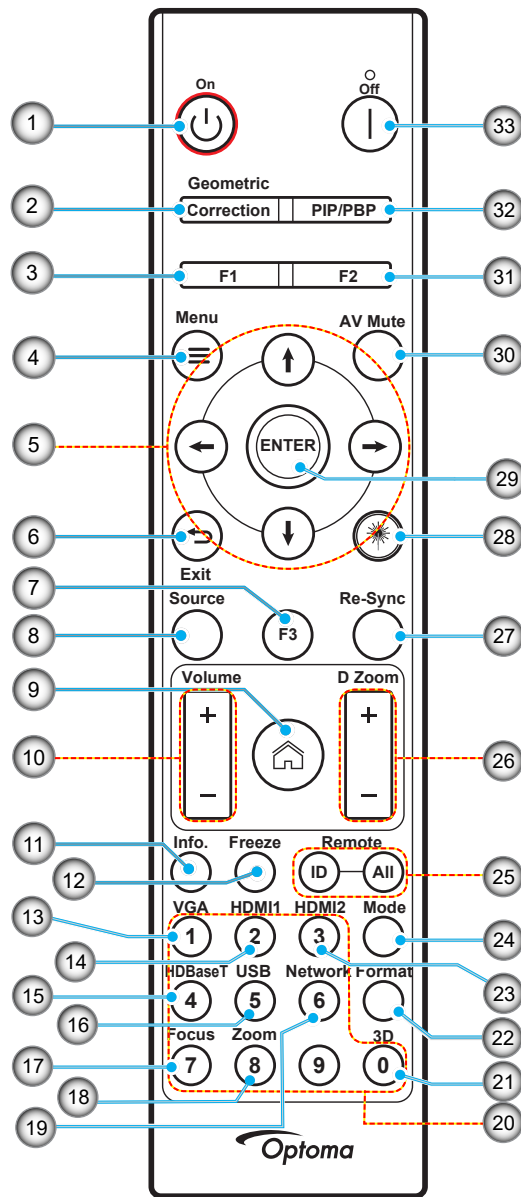 On
Off
1
33
Geometric
2
Correction
PIP/PBP
32
3
F1
F2
31
Menu
AV Mute
4
30
5
ENTER
29
6
28
Exit
7
Source
F3
Re-Sync
8
27
Volume
D Zoom
9
+
+
10
26
−
−
11
Info.
Freeze
Remote
12
ID
All
25
VGA
HDMI1
HDMI2
Mode
13
1
2
3
24
14
23
HDBaseT
USB
Network
Format
15
4
5
6
16
22
Focus
Zoom
3D
17
7
8
9
0
21
18
19
20
Optoma